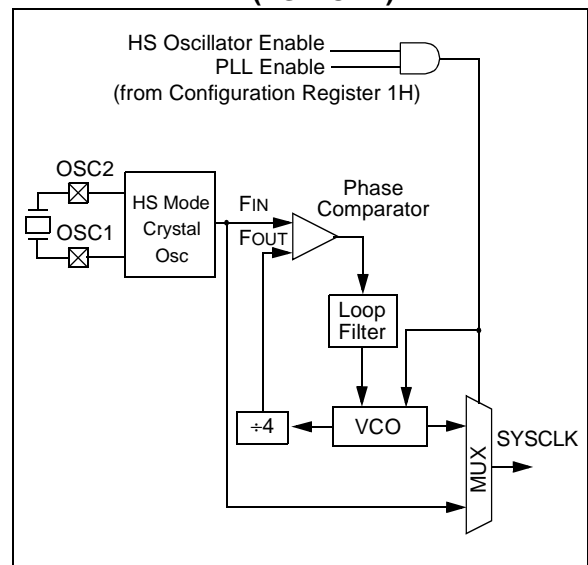 HS Oscillator Enable
PLL Enable
(from Configuration Register 1H)
OSC2
OSC1
HS Mode
Crystal
Osc
FIN
FOUT
Phase
Comparator
Loop
Filter
÷4
VCO
MUX
SYSCLK